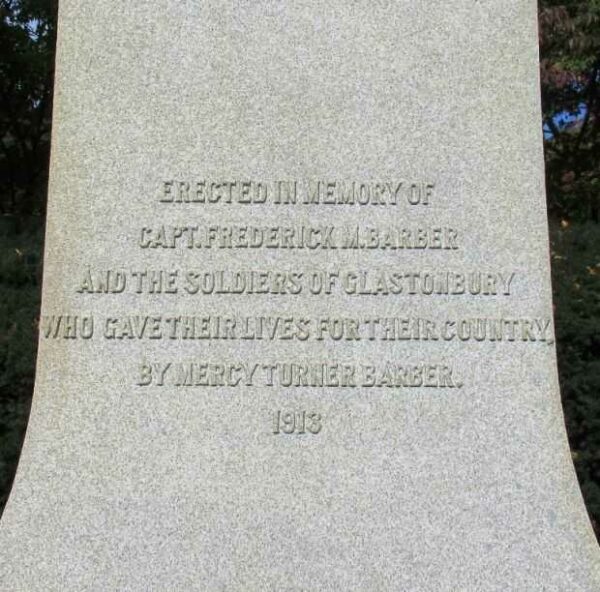 ERECTED IN MEMORY OF
CAPT. FREDERICK M. BARBER
AND THE SOLDIERS OF GLASTONBURY
WHO GAVE THEIR LIVES FOR THEIR COUNTRY,
BY MERCY TURNER BARBER.
1913